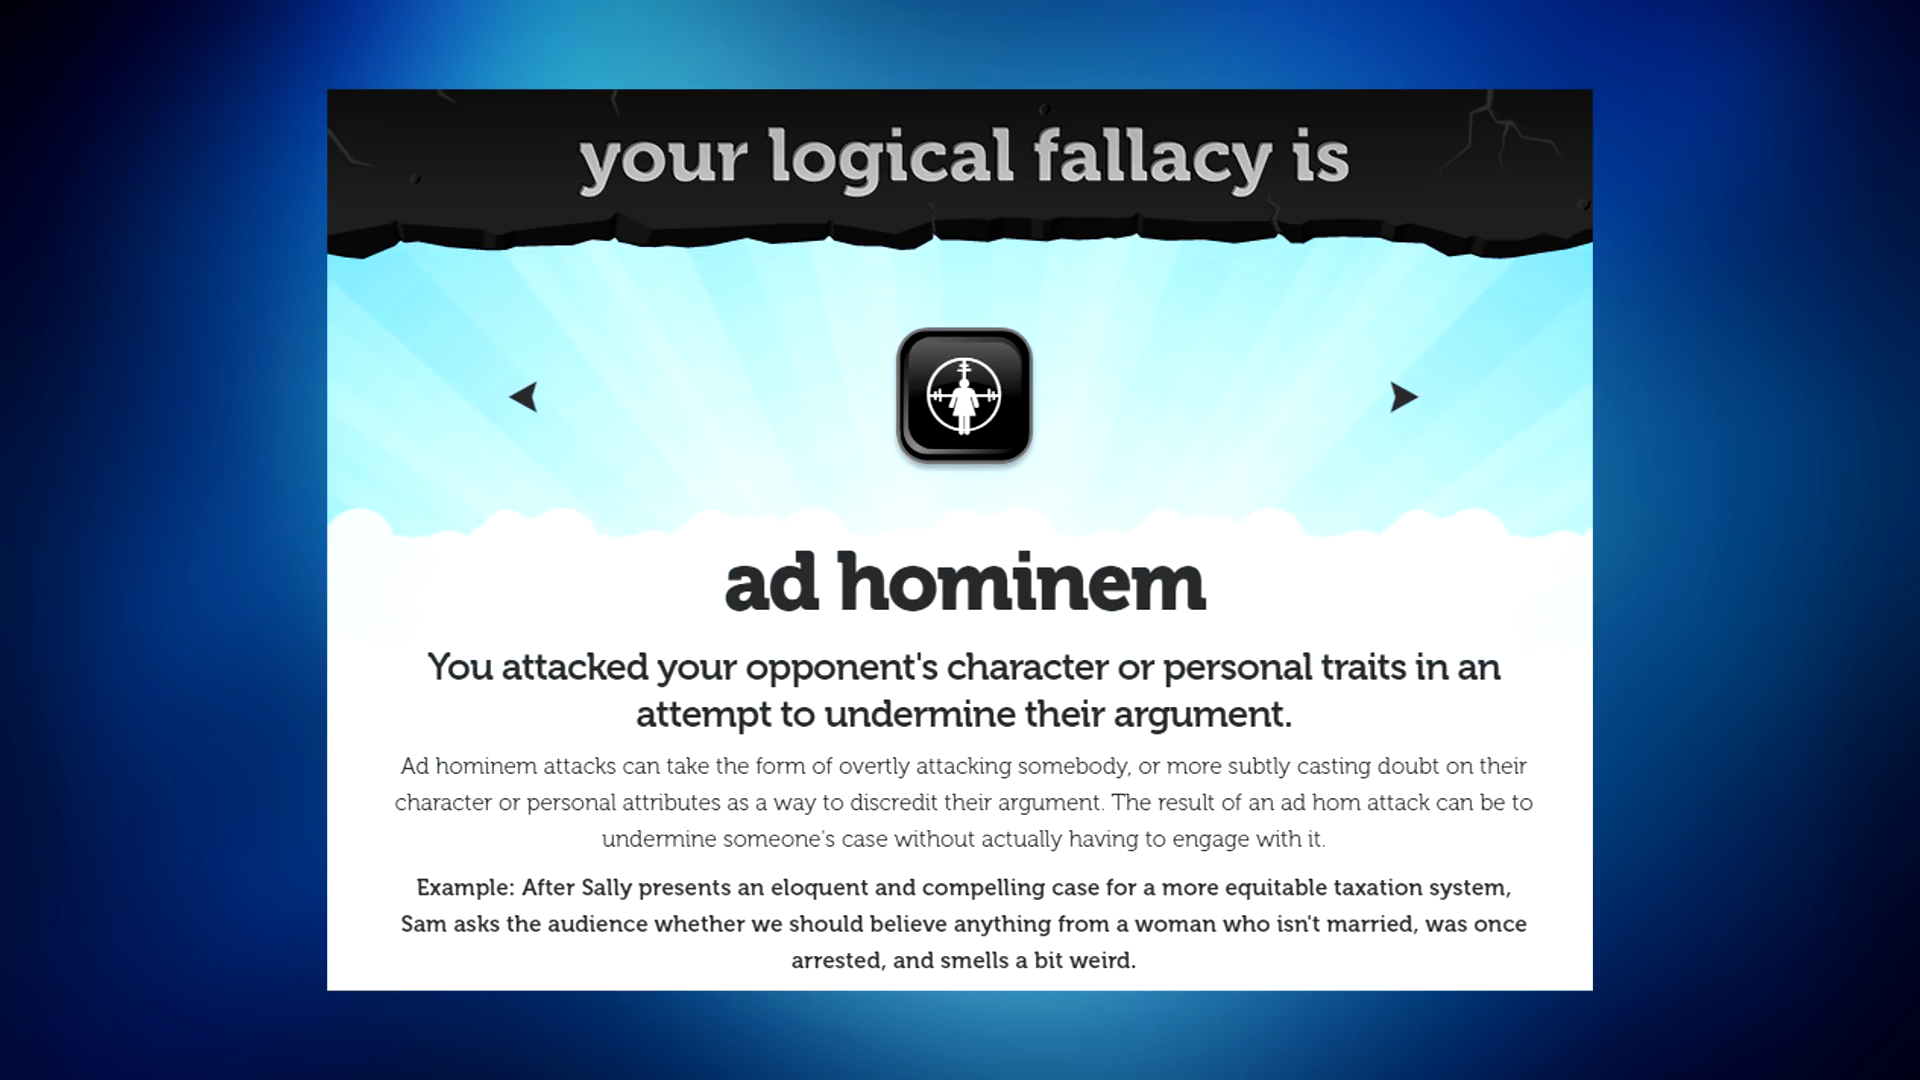 your logical fallacy is
ad hominem
You attacked your opponent's character or personal traits in an
attempt to undermine their argument.
Ad hominem attacks can take the form of overtly attacking somebody, or more subtly casting doubt on their
character or personal attributes as a way to discredit their argument. The result of an ad hom attack can be to
undermine someone's case without actually having to engage with it.
Example: After Sally presents an eloquent and compelling case for a more equitable taxation system,
Sam asks the audience whether we should believe anything from a woman who isn't married, was once
arrested, and smells a bit weird.